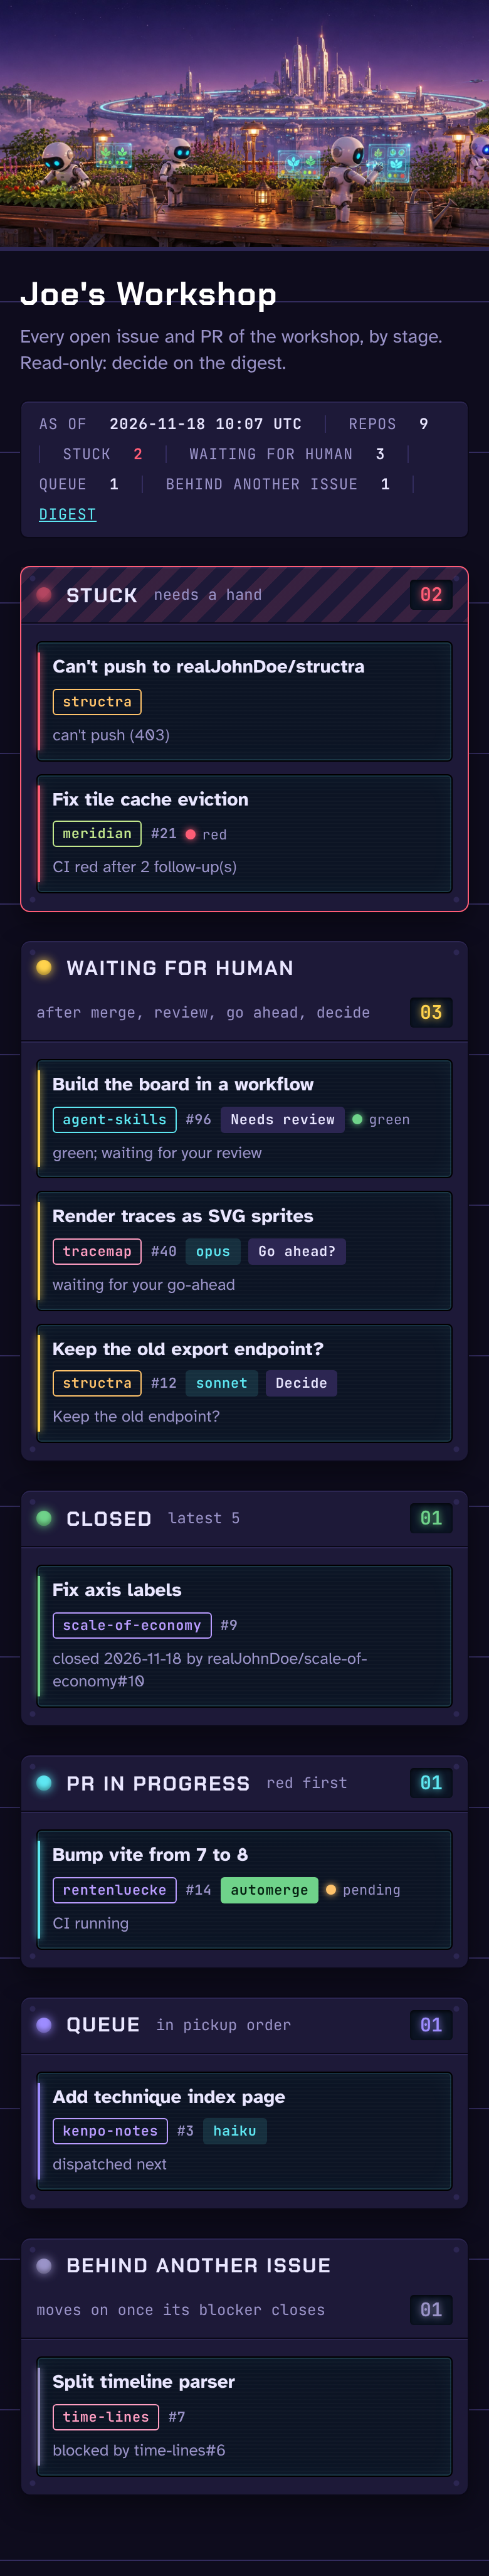 Joe's Workshop
Every open issue and PR of the workshop, by stage.
Read-only: decide on the digest.
AS OF 2026-11-18 10:07 UTC | REPOS 9
| STUCK 2 | WAITING FOR HUMAN 3 |
QUEUE 1 | BEHIND ANOTHER ISSUE 1 |
DIGEST
STUCK needs a hand 02
Can't push to realJohnDoe/structra
structra
can't push (403)
Fix tile cache eviction
meridian #21 red
CI red after 2 follow-up(s)
WAITING FOR HUMAN
after merge, review, go ahead, decide 03
Build the board in a workflow
agent-skills #96 Needs review green
green; waiting for your review
Render traces as SVG sprites
tracemap #40 opus Go ahead?
waiting for your go-ahead
Keep the old export endpoint?
structra #12 sonnet Decide
Keep the old endpoint?
CLOSED latest 5 01
Fix axis labels
scale-of-economy #9
closed 2026-11-18 by realJohnDoe/scale-of-
economy#10
PR IN PROGRESS red first 01
Bump vite from 7 to 8
rentenluecke #14 automerge pending
CI running
QUEUE in pickup order 01
Add technique index page
kenpo-notes #3 haiku
dispatched next
BEHIND ANOTHER ISSUE
moves on once its blocker closes 01
Split timeline parser
time-lines #7
blocked by time-lines#6